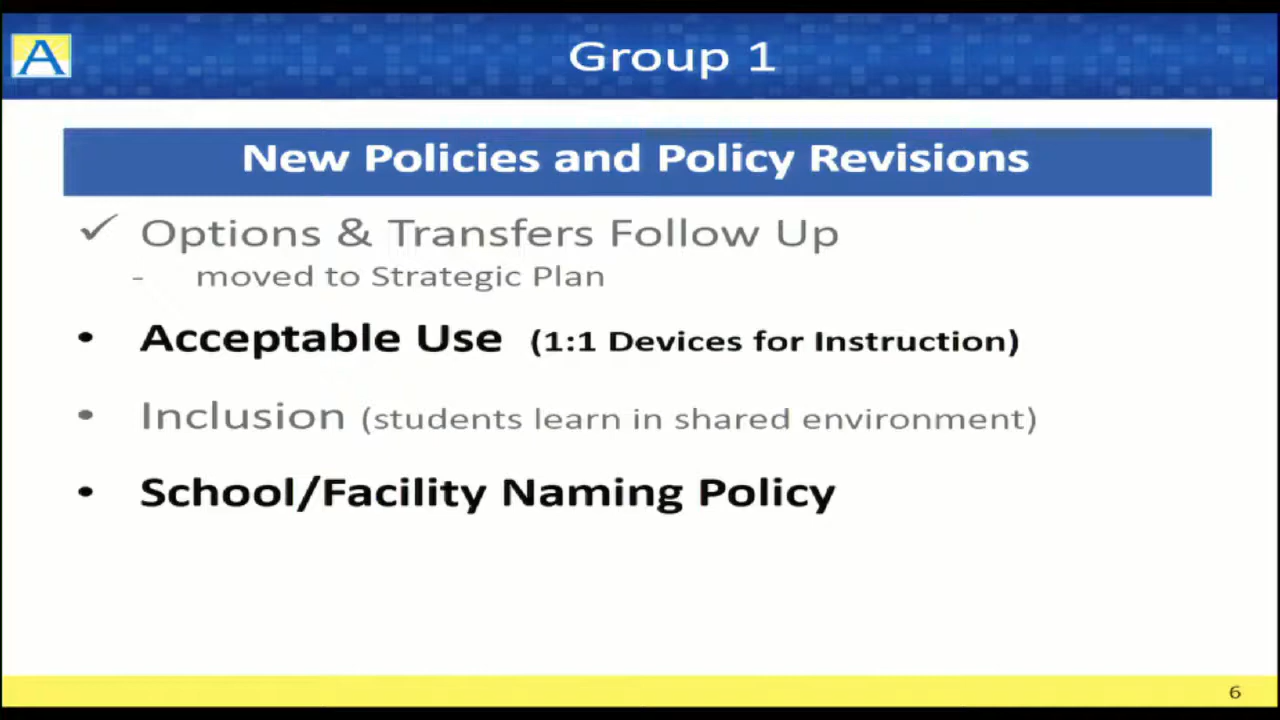 A
Group 1
New Policies and Policy Revisions
✓ Options & Transfers Follow Up
- moved to Strategic Plan
• Acceptable Use (1:1 Devices for Instruction)
• Inclusion (students learn in shared environment)
• School/Facility Naming Policy
6